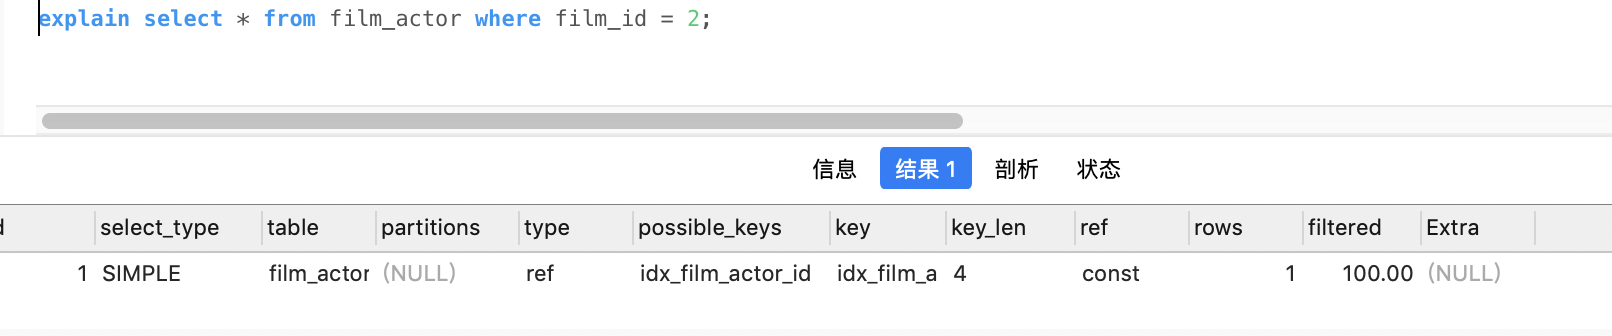 explain select * from film_actor where film_id = 2;
信息 结果 1 剖析 状态
d select_type table partitions type possible_keys key key_len ref rows filtered Extra
1 SIMPLE film_actor (NULL) ref idx_film_actor_id idx_film_a 4 const 1 100.00 (NULL)